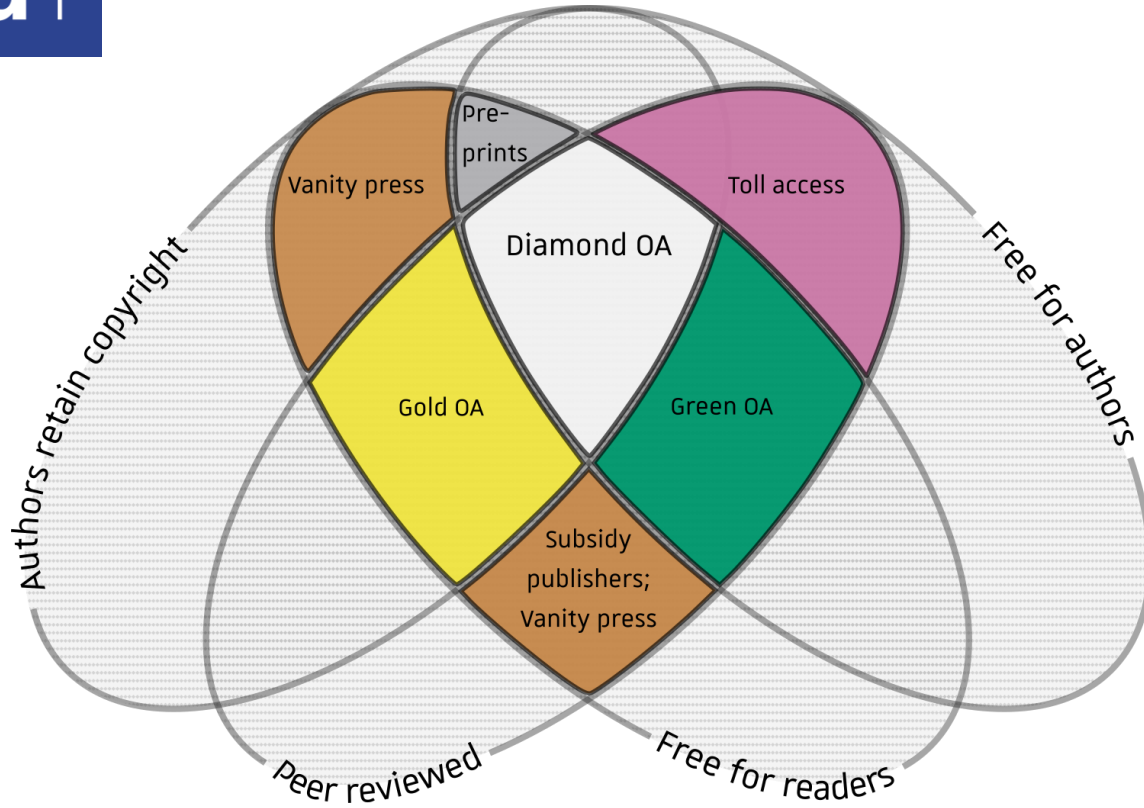 Pre-
prints
Vanity press
Toll access
Diamond OA
Authors retain copyright
Free for authors
Gold OA
Green OA
Subsidy
publishers;
Vanity press
Peer reviewed
Free for readers